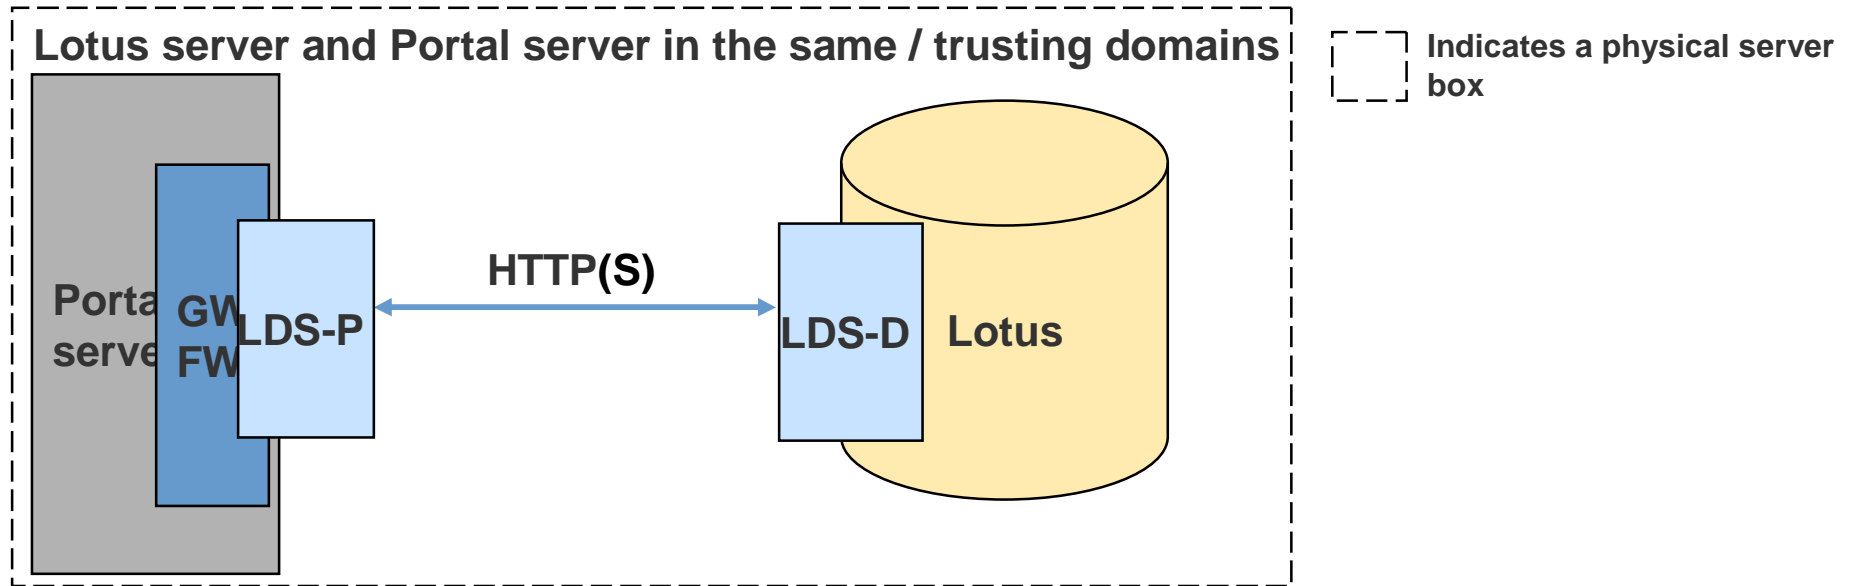 Lotus server and Portal server in the same / trusting domains
Indicates a physical server
box
HTTP(S)
Porta
serve
GW
FW
LDS-P
LDS-D
Lotus